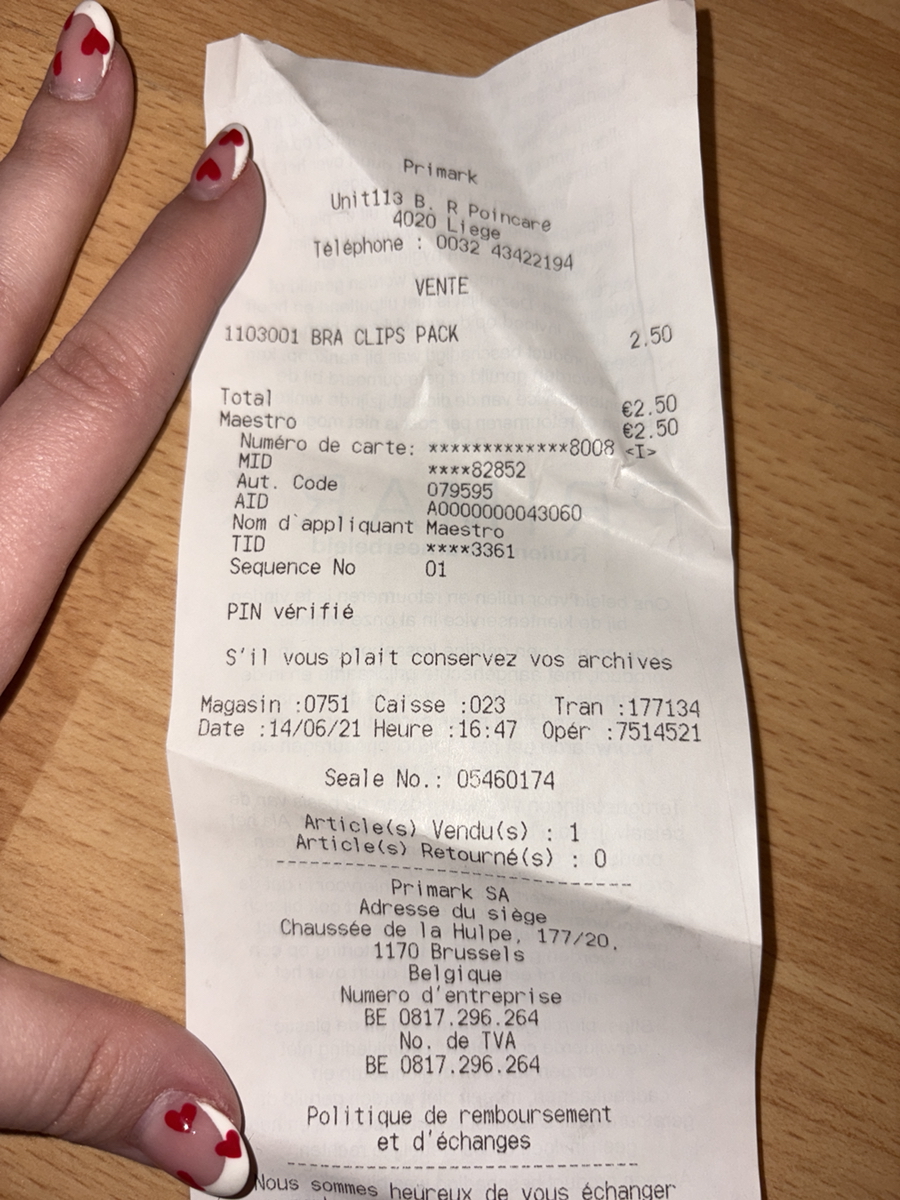 Primark
Unit113 B. R Poincare
4020 Liege
Téléphone : 0032 43422194
VENTE
1103001 BRA CLIPS PACK 2.50
Total €2.50
Maestro €2.50
Numéro de carte: *************8008 <I>
MID ****82852
Aut. Code 079595
AID A0000000043060
Nom d`appliquant Maestro
TID ****3361
Sequence No 01
PIN vérifié
S'il vous plait conservez vos archives
Magasin :0751 Caisse :023 Tran :177134
Date :14/06/21 Heure :16:47 Opér :7514521
Seale No.: 05460174
Article(s) Vendu(s) : 1
Article(s) Retourné(s) : 0
Primark SA
Adresse du siège
Chaussée de la Hulpe, 177/20,
1170 Brussels
Belgique
Numero d'entreprise
BE 0817.296.264
No. de TVA
BE 0817.296.264
Politique de remboursement
et d'échanges
Nous sommes heureux de vous échanger